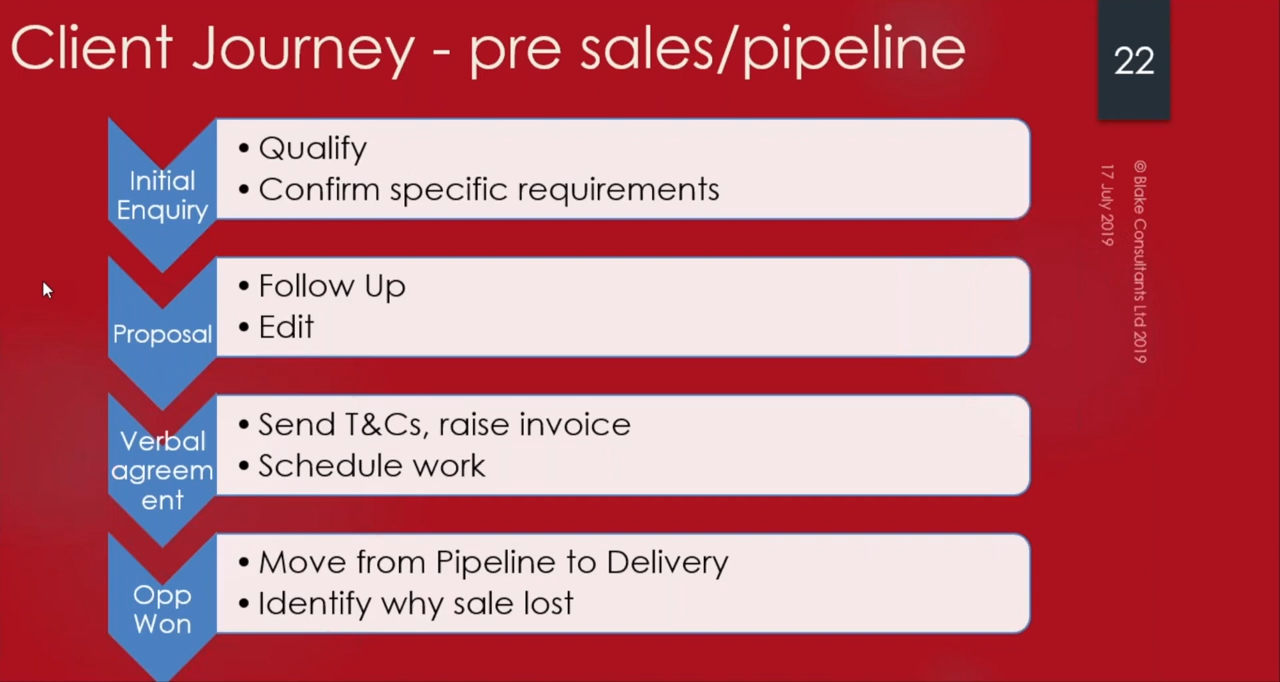 Client Journey - pre sales/pipeline
22
Initial
Enquiry
• Qualify
• Confirm specific requirements
Proposal
• Follow Up
• Edit
Verbal
agreem
ent
• Send T&Cs, raise invoice
• Schedule work
Opp
Won
• Move from Pipeline to Delivery
• Identify why sale lost
@ Blake Consultants Ltd 2019
17 July 2019